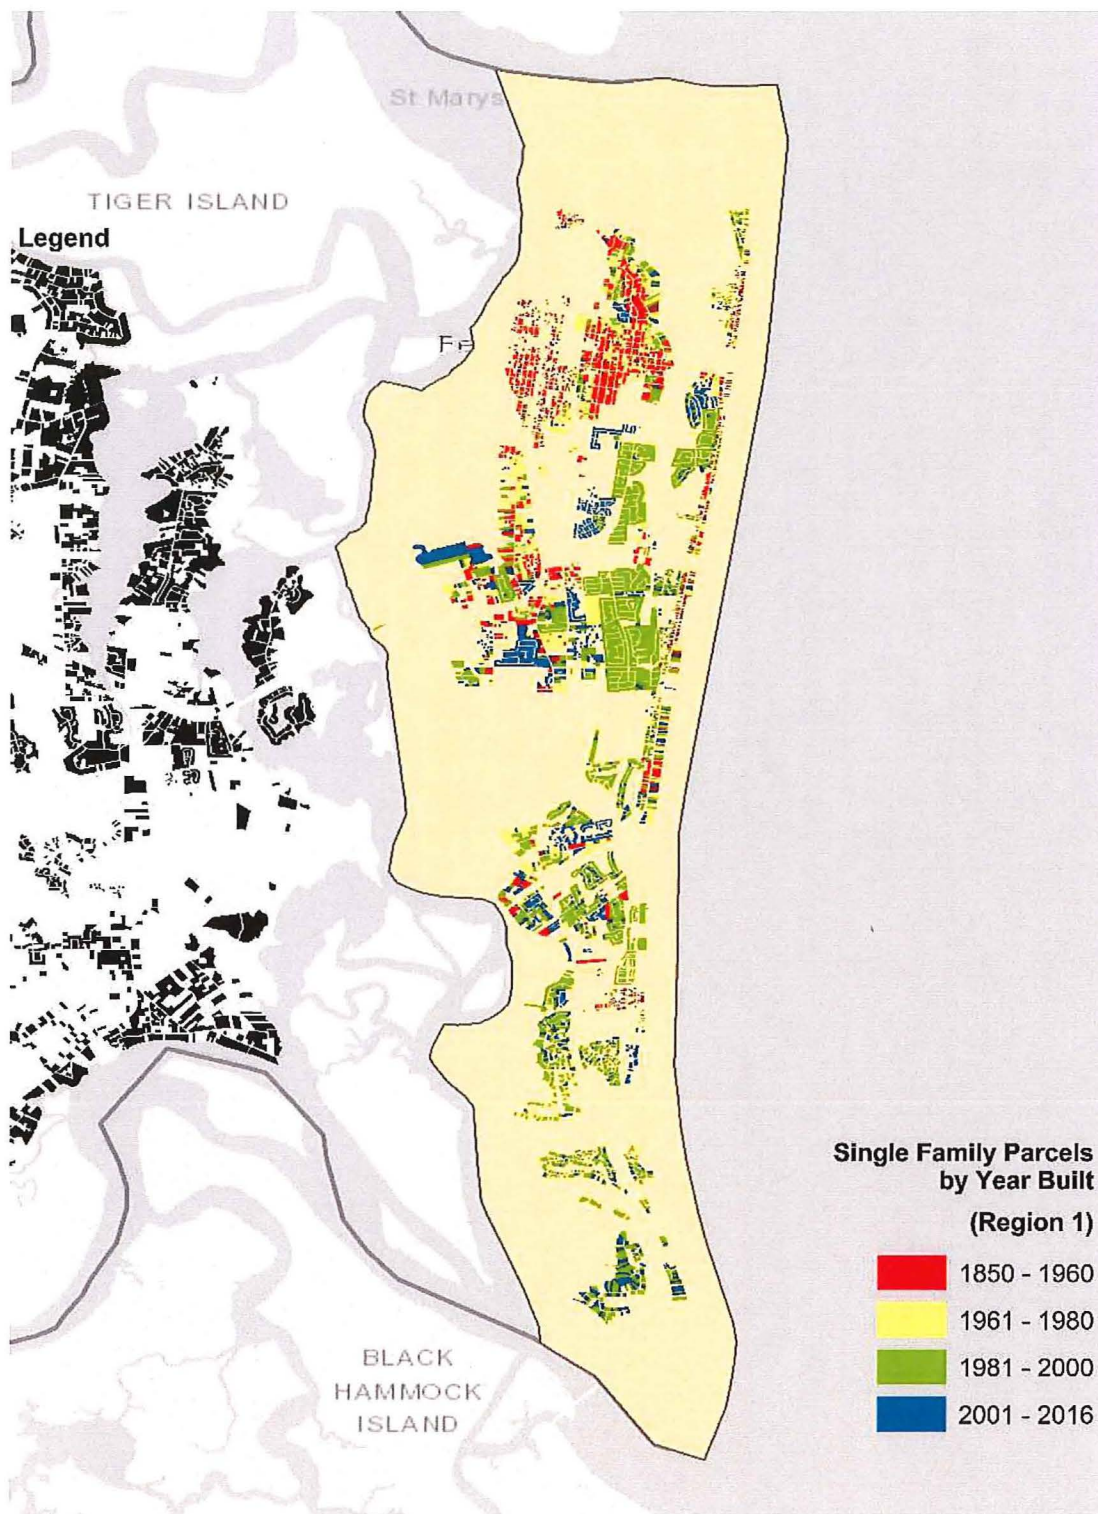 St Marys
TIGER ISLAND
Legend
Fe
Single Family Parcels
by Year Built
(Region 1)
1850 - 1960
1961 - 1980
1981 - 2000
2001 - 2016
BLACK
HAMMOCK
ISLAND